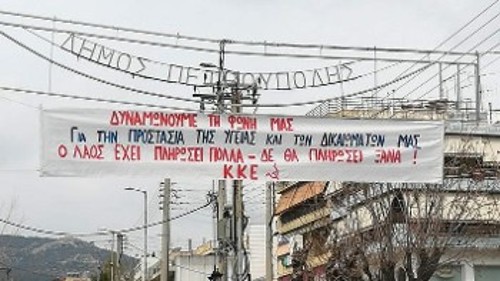 ΔΗΜΟΣ ΠΕΤΡΟΥΠΟΛΗΣ
ΔΥΝΑΜΩΝΟΥΜΕ ΤΗ ΦΩΝΗ ΜΑΣ
ΓΙΑ ΤΗΝ ΠΡΟΣΤΑΣΙΑ ΤΗΣ ΥΓΕΙΑΣ ΚΑΙ ΤΩΝ ΔΙΚΑΙΩΜΑΤΩΝ ΜΑΣ
Ο ΛΑΟΣ ΕΧΕΙ ΠΛΗΡΩΣΕΙ ΠΟΛΛΑ - ΔΕ ΘΑ ΠΛΗΡΩΣΕΙ ΞΑΝΑ !
ΚΚΕ